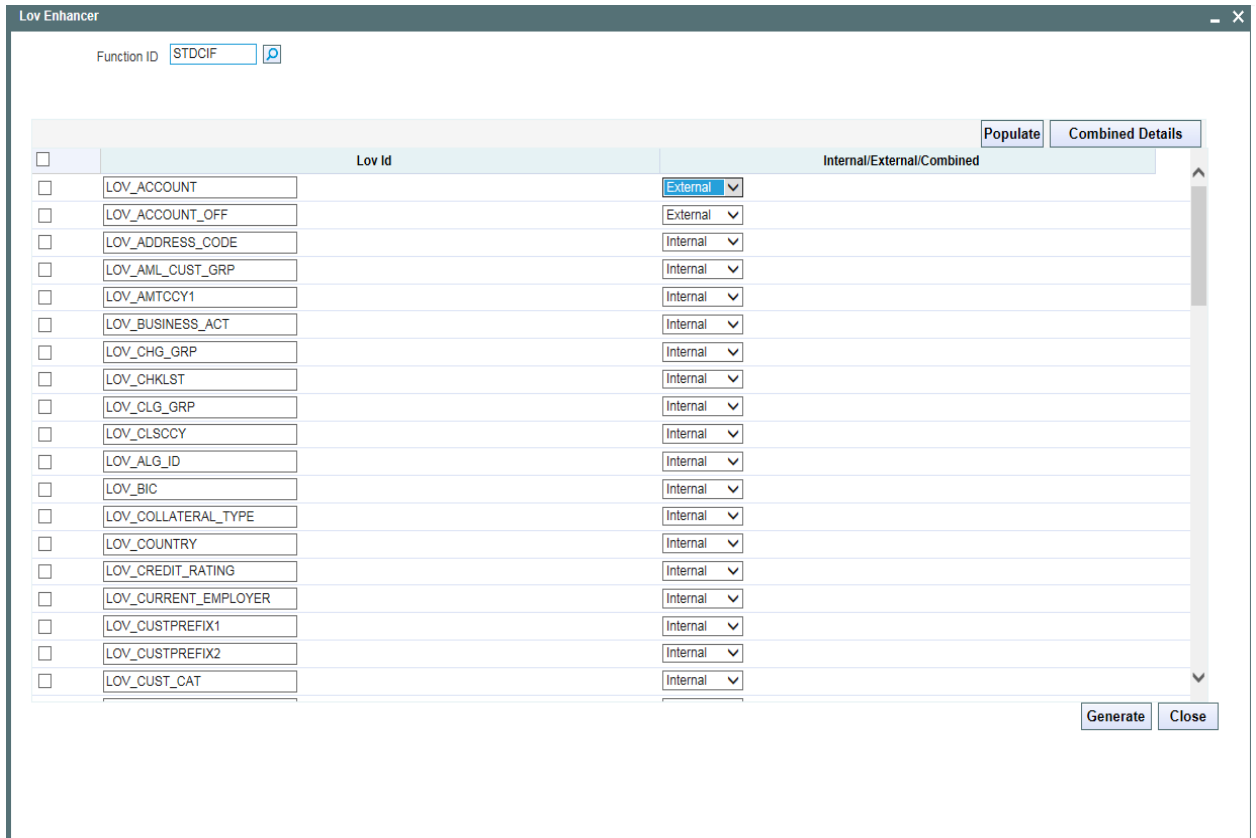 Lov Enhancer
Function ID STDCIF
Populate Combined Details
Lov Id Internal/External/Combined
LOV_ACCOUNT External
LOV_ACCOUNT_OFF External
LOV_ADDRESS_CODE Internal
LOV_AML_CUST_GRP Internal
LOV_AMTCCY1 Internal
LOV_BUSINESS_ACT Internal
LOV_CHG_GRP Internal
LOV_CHKLST Internal
LOV_CLG_GRP Internal
LOV_CLSCCY Internal
LOV_ALG_ID Internal
LOV_BIC Internal
LOV_COLLATERAL_TYPE Internal
LOV_COUNTRY Internal
LOV_CREDIT_RATING Internal
LOV_CURRENT_EMPLOYER Internal
LOV_CUSTPREFIX1 Internal
LOV_CUSTPREFIX2 Internal
LOV_CUST_CAT Internal
Generate Close